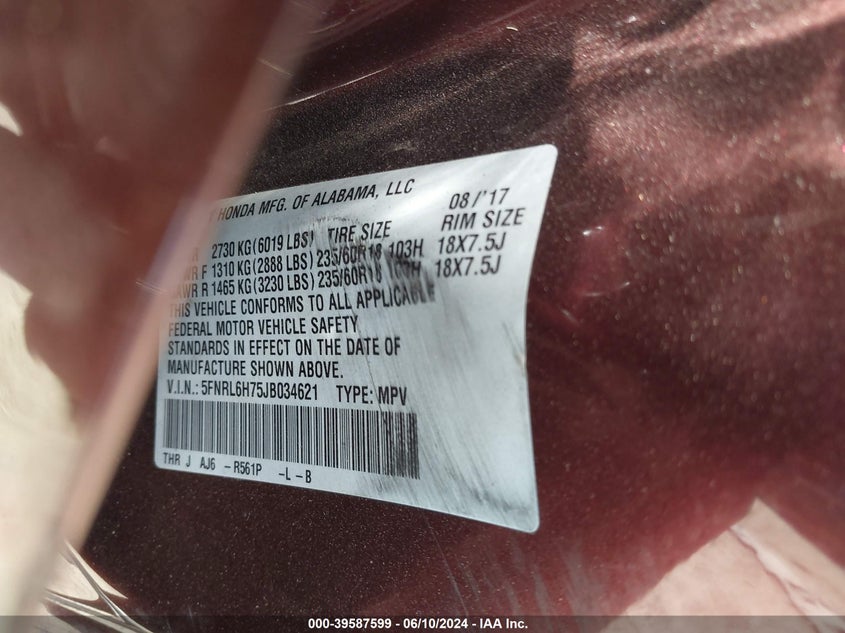 HONDA MFG. OF ALABAMA, LLC 08/'17
2730 KG (6019 LBS) TIRE SIZE RIM SIZE
F 1310 KG (2888 LBS) 235/60R18 103H 18X7.5J
R 1465 KG (3230 LBS) 235/60R18 103H 18X7.5J
THIS VEHICLE CONFORMS TO ALL APPLICABLE
FEDERAL MOTOR VEHICLE SAFETY
STANDARDS IN EFFECT ON THE DATE OF
MANUFACTURE SHOWN ABOVE.
V.I.N.: 5FNRL6H75JB034621 TYPE: MPV
THR J AJ6 -R561P -L-B
000-39587599 - 06/10/2024 - IAA Inc.